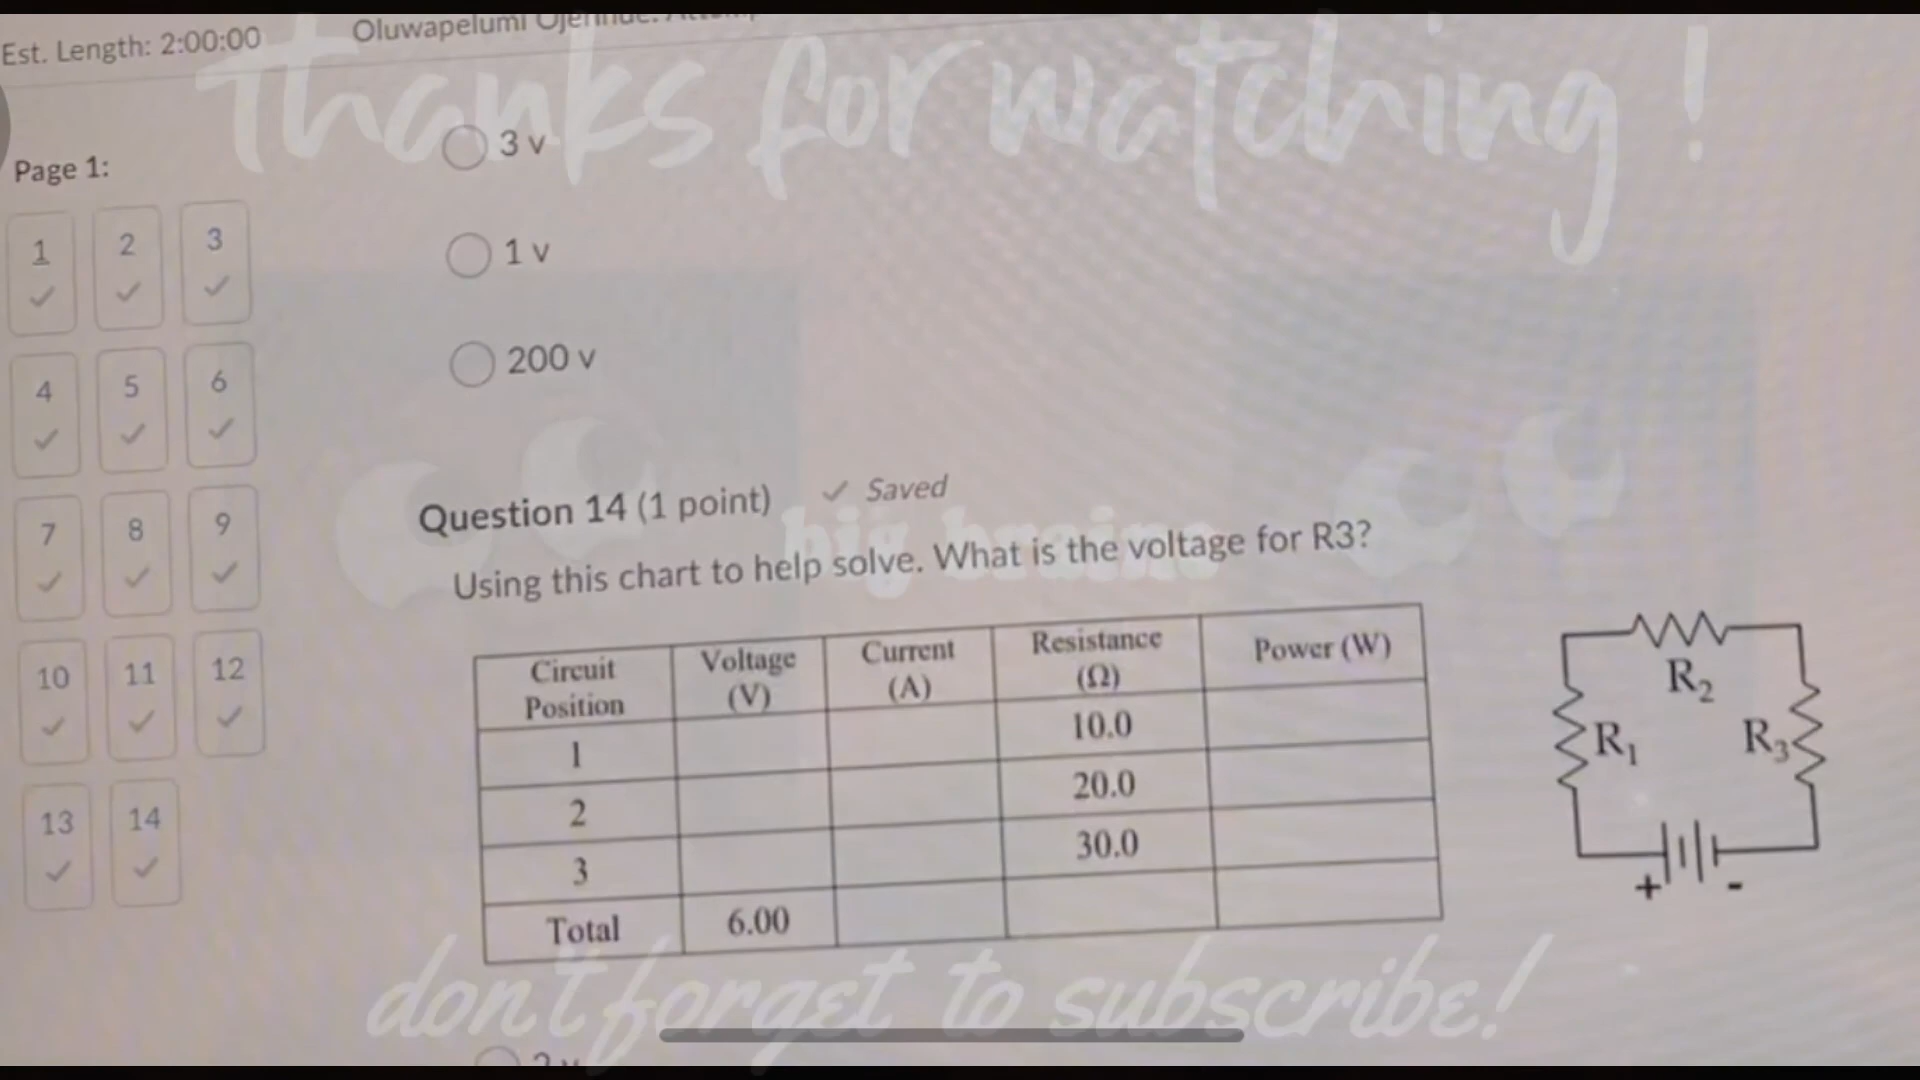 Est. Length: 2:00:00
Oluwapelumi
thanks for watching!
Page 1:
3 v
1 2 3
1 v
200 v
4 5 6
Question 14 (1 point) Saved
7 8 9
big brains
Using this chart to help solve. What is the voltage for R3?
10 11 12
Circuit Position Voltage (V) Current (A) Resistance (Ω) Power (W)
1 10.0
2 20.0
3 30.0
Total 6.00
R2
R1 R3
+ -
13 14
don't forget to subscribe!